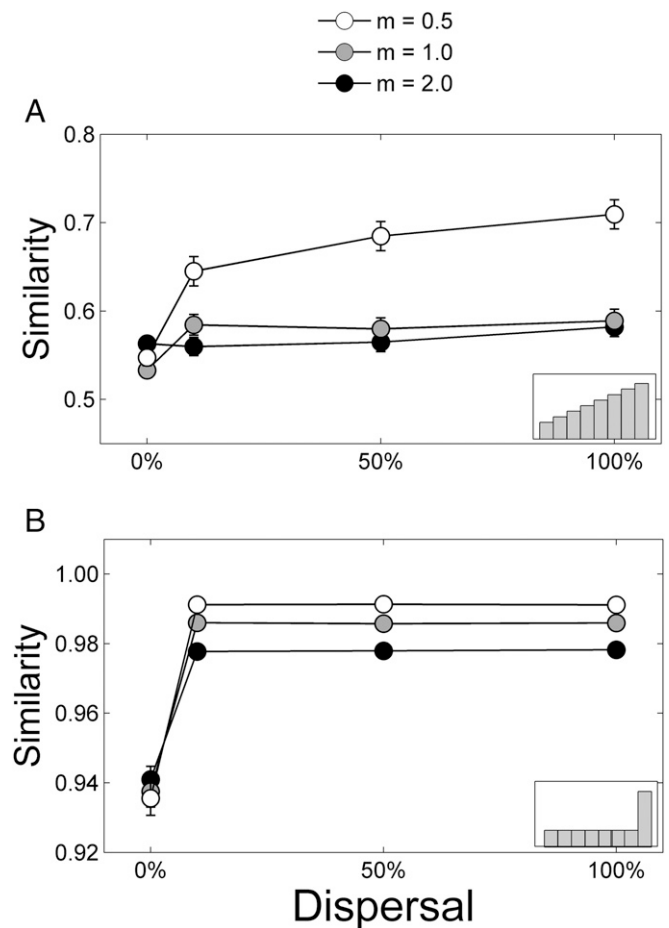 m = 0.5
m = 1.0
m = 2.0
A
0.8
0.7
0.6
0.5
Similarity
0% 50% 100%
B
1.00
0.98
0.96
0.94
0.92
Similarity
0% 50% 100%
Dispersal